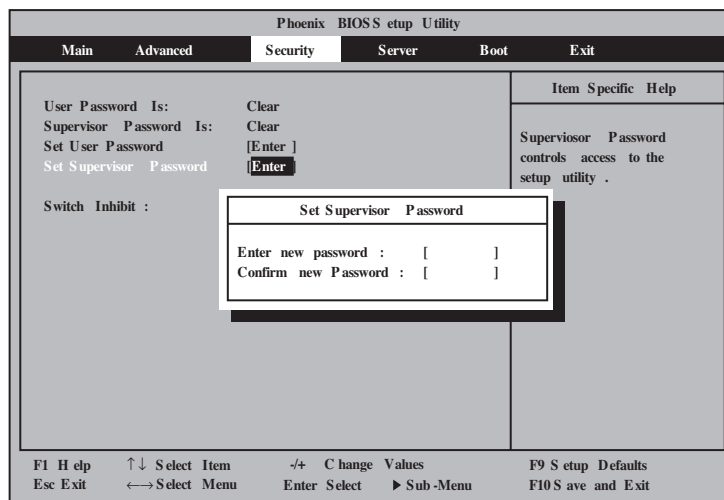 Phoenix BIOS Setup Utility
Main Advanced Security Server Boot Exit
Item Specific Help
User Password Is: Clear
Supervisor Password Is: Clear
Set User Password [Enter ]
Set Supervisor Password [Enter ]
Superviosor Password
controls access to the
setup utility .
Switch Inhibit :
Set Supervisor Password
Enter new password : [ ]
Confirm new Password : [ ]
F1 Help ↑↓ Select Item -/+ Change Values F9 Setup Defaults
Esc Exit ←→ Select Menu Enter Select ▶ Sub-Menu F10 Save and Exit